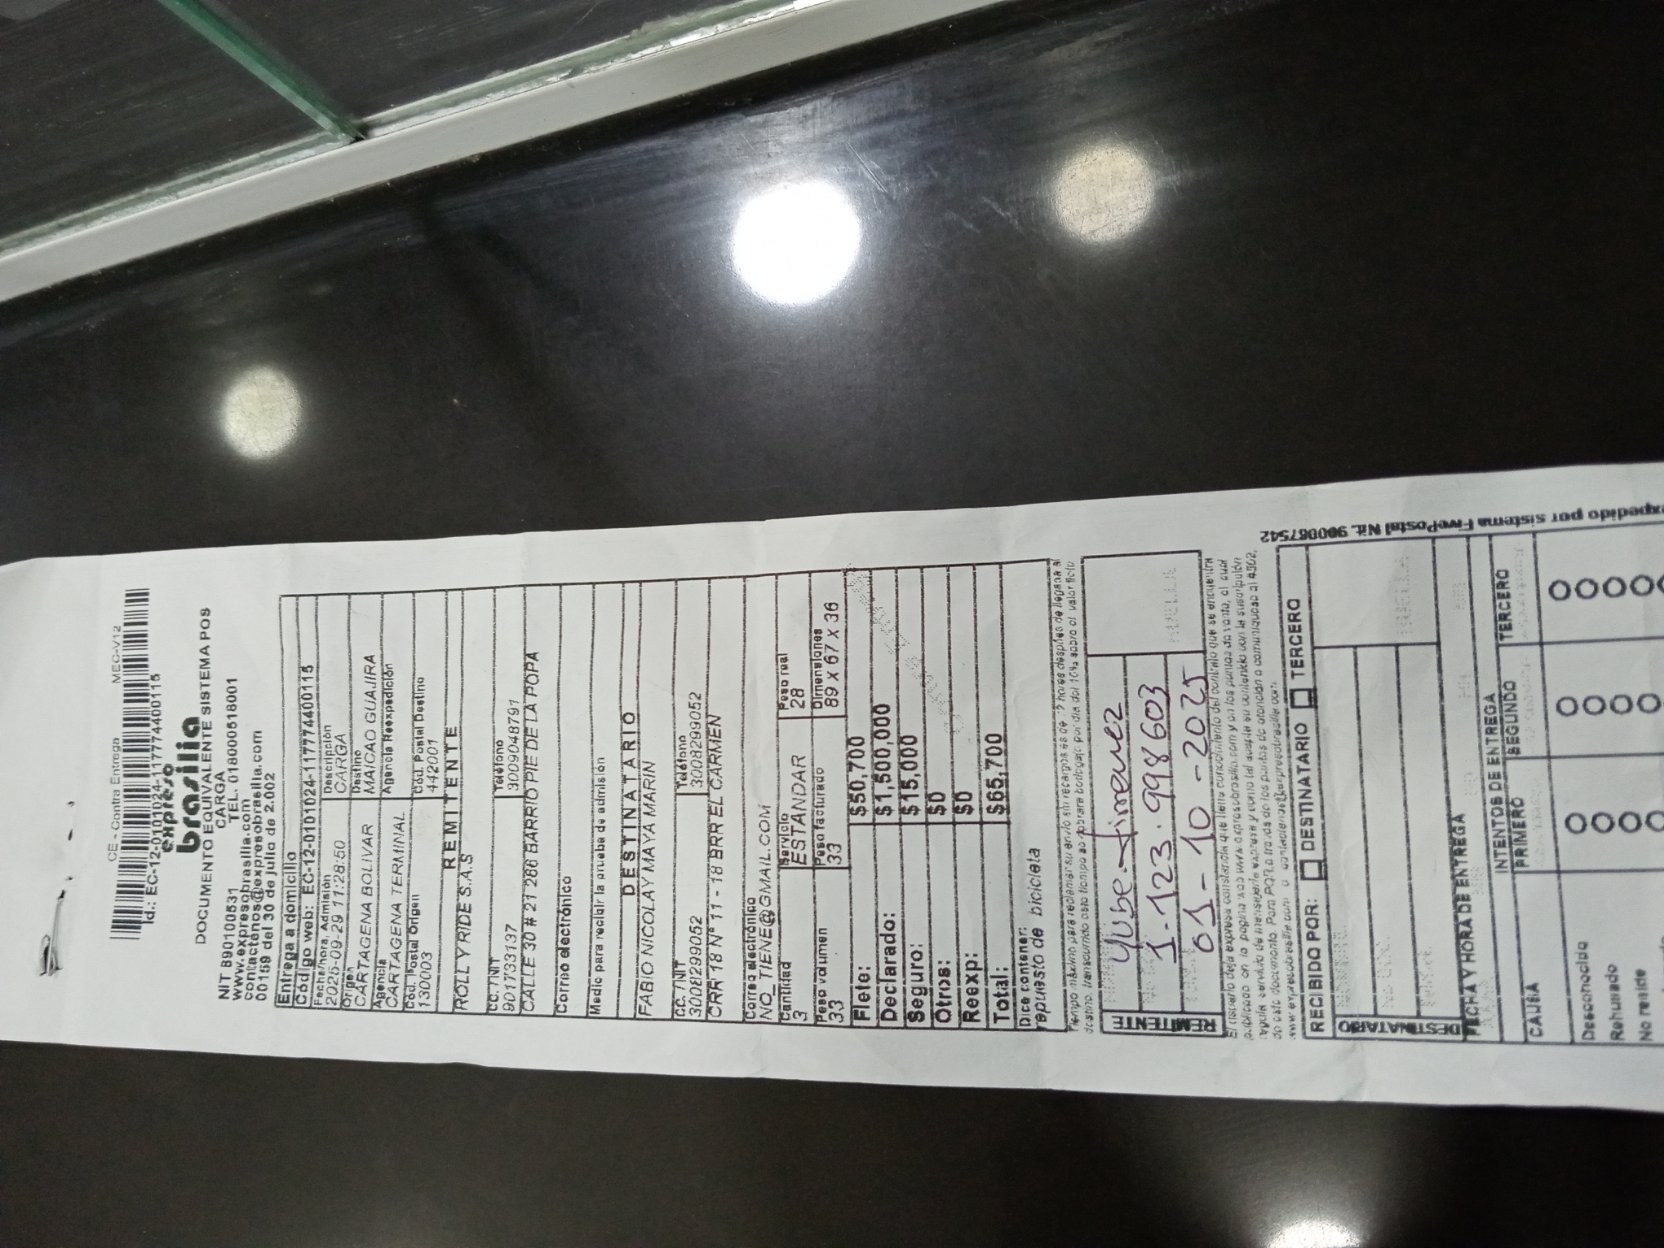 CE - Contra Entrega MEC-V12
Id.: EC-12-0101024-117774400115
expreso
brasilia
DOCUMENTO EQUIVALENTE SISTEMA POS
CARGA
NIT 890100531 TEL. 018000518001
www.expresobrasilia.com
contactenos@expresobrasilia.com
00159 del 30 de julio de 2.002
Entrega a domicilio
Código web: EC-12-0101024-117774400115
Fecha/hora, Admisión Descripción
2025-09-29 11:28:50 CARGA
Origen Destino
CARTAGENA BOLIVAR MAICAO GUAJIRA
Agencia Agencia Reexpedición
CARTAGENA TERMINAL
Cód. Postal Origen Cód. Postal Destino
130003 442001
REMITENTE
ROLLY RIDE S.A.S
CC. / NIT Teléfono
901733137 3009048791
CALLE 30 # 21 266 BARRIO PIE DE LA POPA
Correo electrónico
Medio para recibir la prueba de admisión
DESTINATARIO
FABIO NICOLAY MAYA MARIN
CC. / NIT Teléfono
3008299052 3008299052
CRR 18 N° 11 - 18 BRR EL CARMEN
Correo electrónico
NO_TIENE@GMAIL.COM
Cantidad Servicio Peso real
3 ESTANDAR 28
Peso volumen Peso facturado Dimensiones
33 33 89 x 67 x 36
Flete: $50,700
Declarado: $1,500,000
Seguro: $15,000
Otros: $0
Reexp: $0
Total: $65,700
Dice contener:
repuesto de bicicleta
REMITENTE
Yube Jimenez
1.123.998603
01-10-2025
RECIBIDO POR: DESTINATARIO TERCERO
DESTINATARIO
FECHA Y HORA DE ENTREGA
INTENTOS DE ENTREGA
CAUSA PRIMERO SEGUNDO TERCERO
Desconocido
Rehusado
No reside
expedido por sistema FivePostal Nit. 900087542